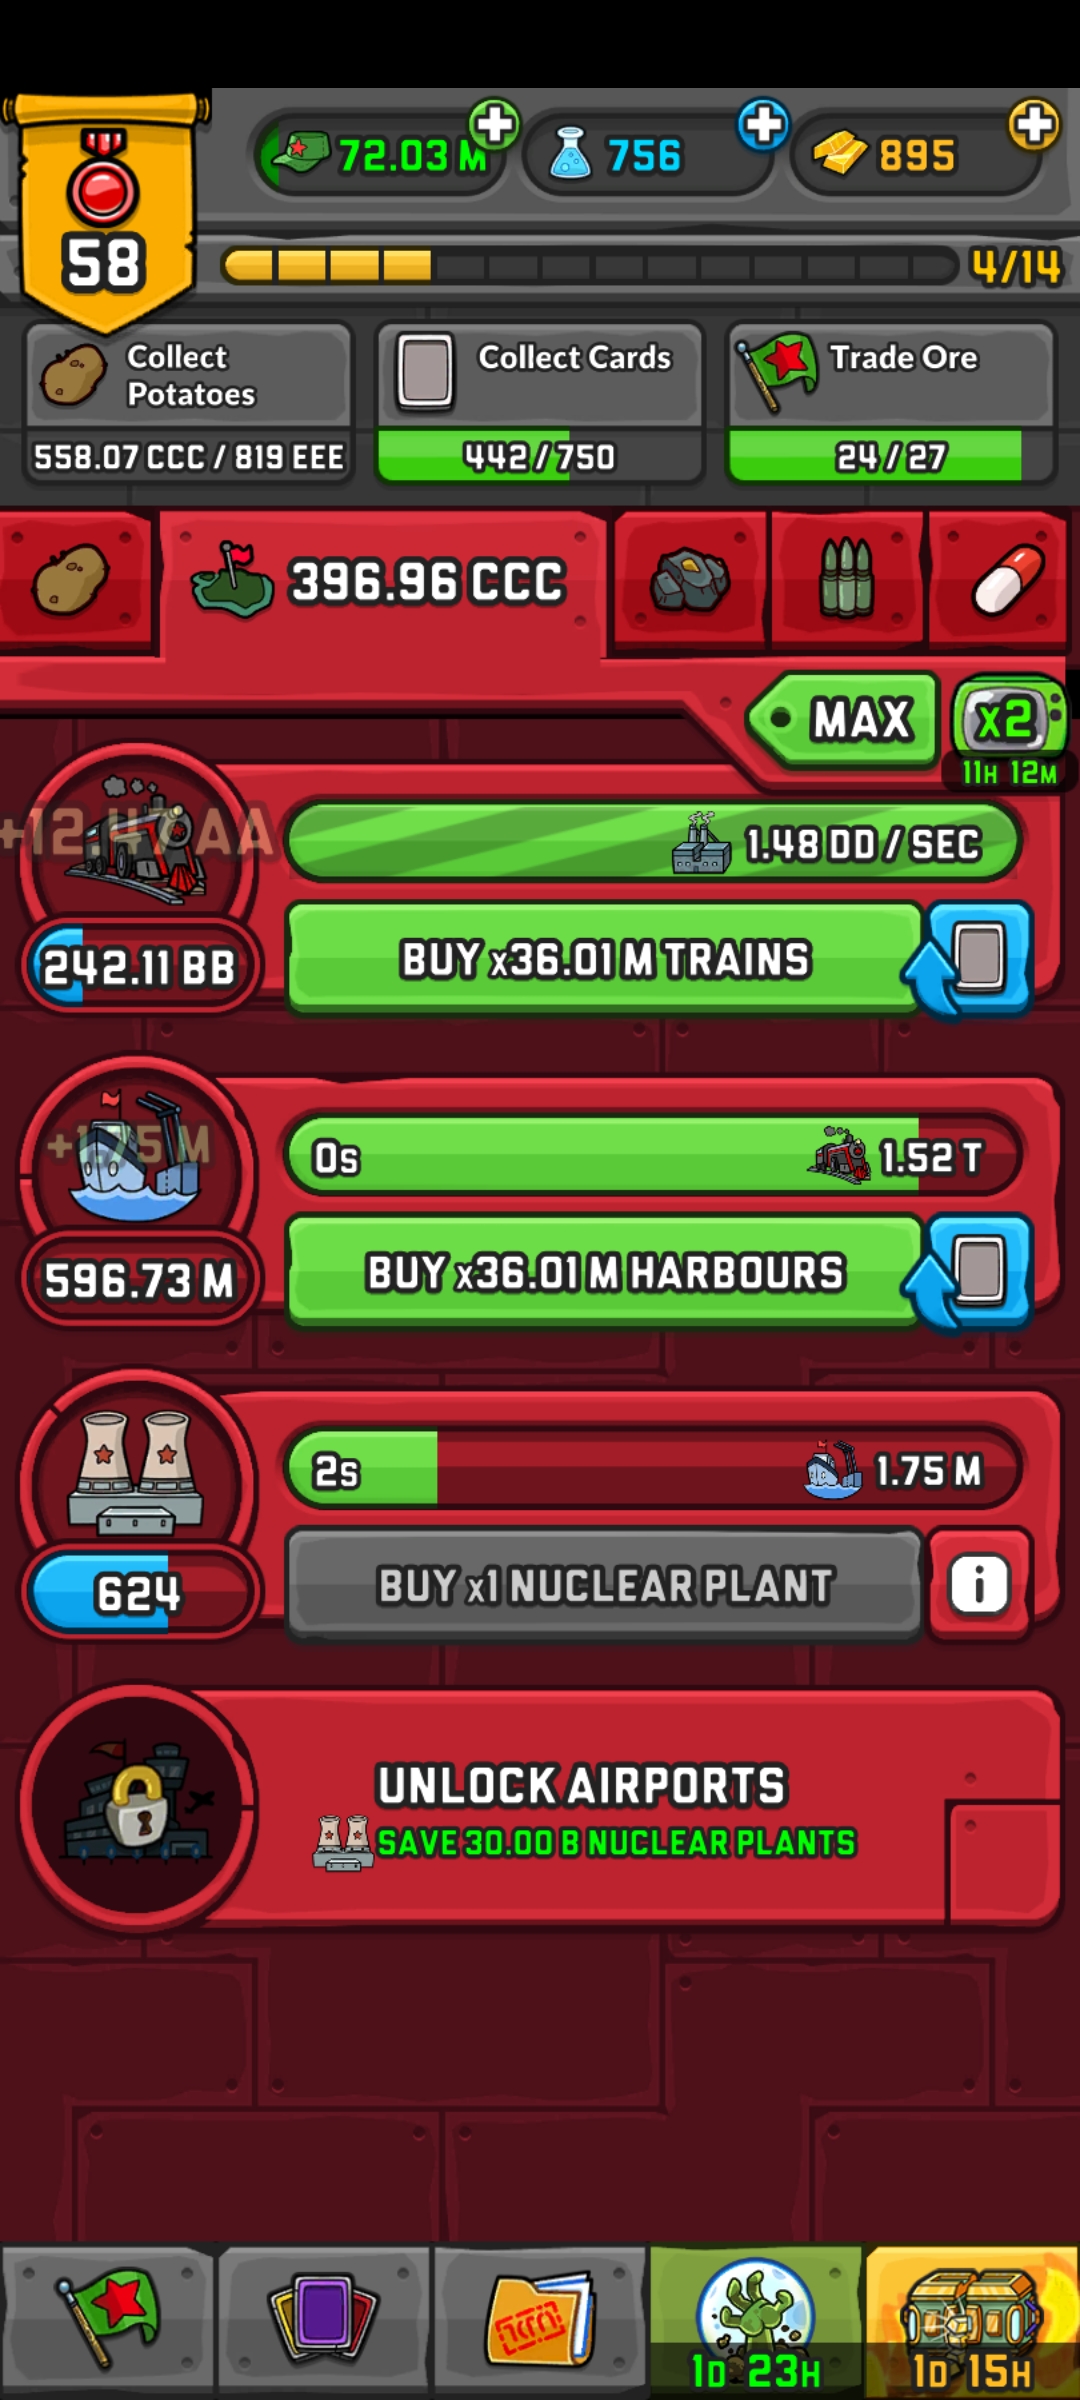 72.03 M
756
895
58
4/14
Collect
Potatoes
Collect Cards
Trade Ore
558.07 CCC / 819 EEE
442/750
24/27
396.96 CCC
MAX
x2
11H 12M
1.48 DD / SEC
242.11 BB
BUY x36.01 M TRAINS
+1.75 M
0s
1.52 T
596.73 M
BUY x36.01 M HARBOURS
2s
1.75 M
624
BUY x1 NUCLEAR PLANT
i
UNLOCK AIRPORTS
SAVE 30.00 B NUCLEAR PLANTS
1D 23H
1D 15H